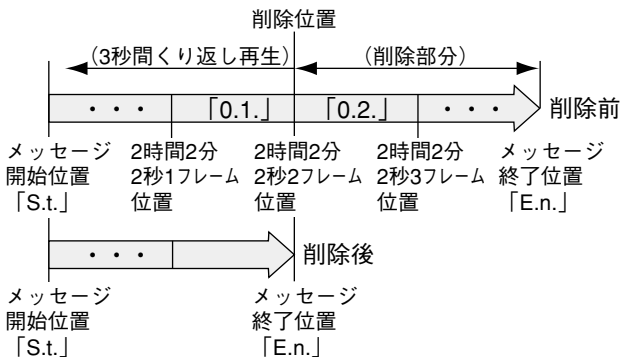 削除位置
(3秒間くり返し再生)
(削除部分)
・・・
「0.1.」
「0.2.」
・・・
削除前
メッセージ
開始位置
「S.t.」
2時間2分
2秒1フレーム
位置
2時間2分
2秒2フレーム
位置
2時間2分
2秒3フレーム
位置
メッセージ
終了位置
「E.n.」
・・・
削除後
メッセージ
開始位置
「S.t.」
メッセージ
終了位置
「E.n.」